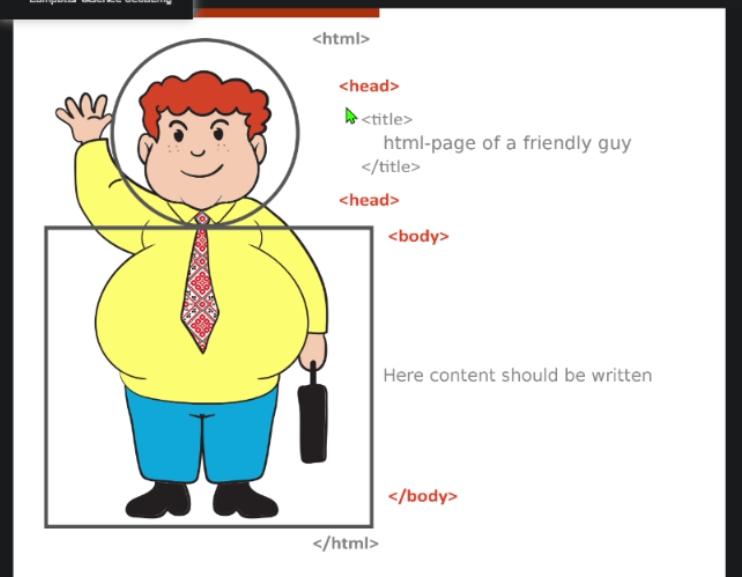 <html>
<head>
<title>
html-page of a friendly guy
</title>
<head>
<body>
Here content should be written
</body>
</html>